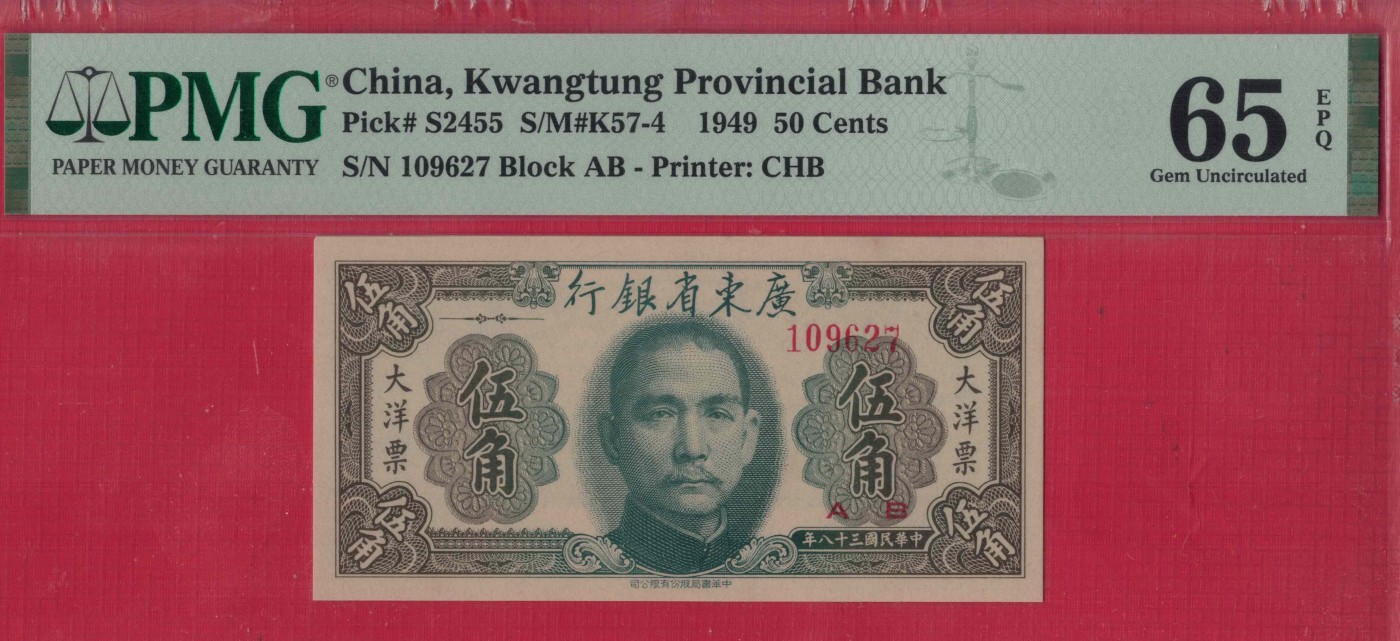 PMG®
PAPER MONEY GUARANTY
China, Kwangtung Provincial Bank
Pick# S2455 S/M#K57-4 1949 50 Cents
S/N 109627 Block AB - Printer: CHB
65
EPQ
Gem Uncirculated
行銀省東廣
109627
伍角
伍角
大洋票
伍角
伍角
大洋票
A B
伍角
伍角
年八十三國民華中
司公限有份股局書華中